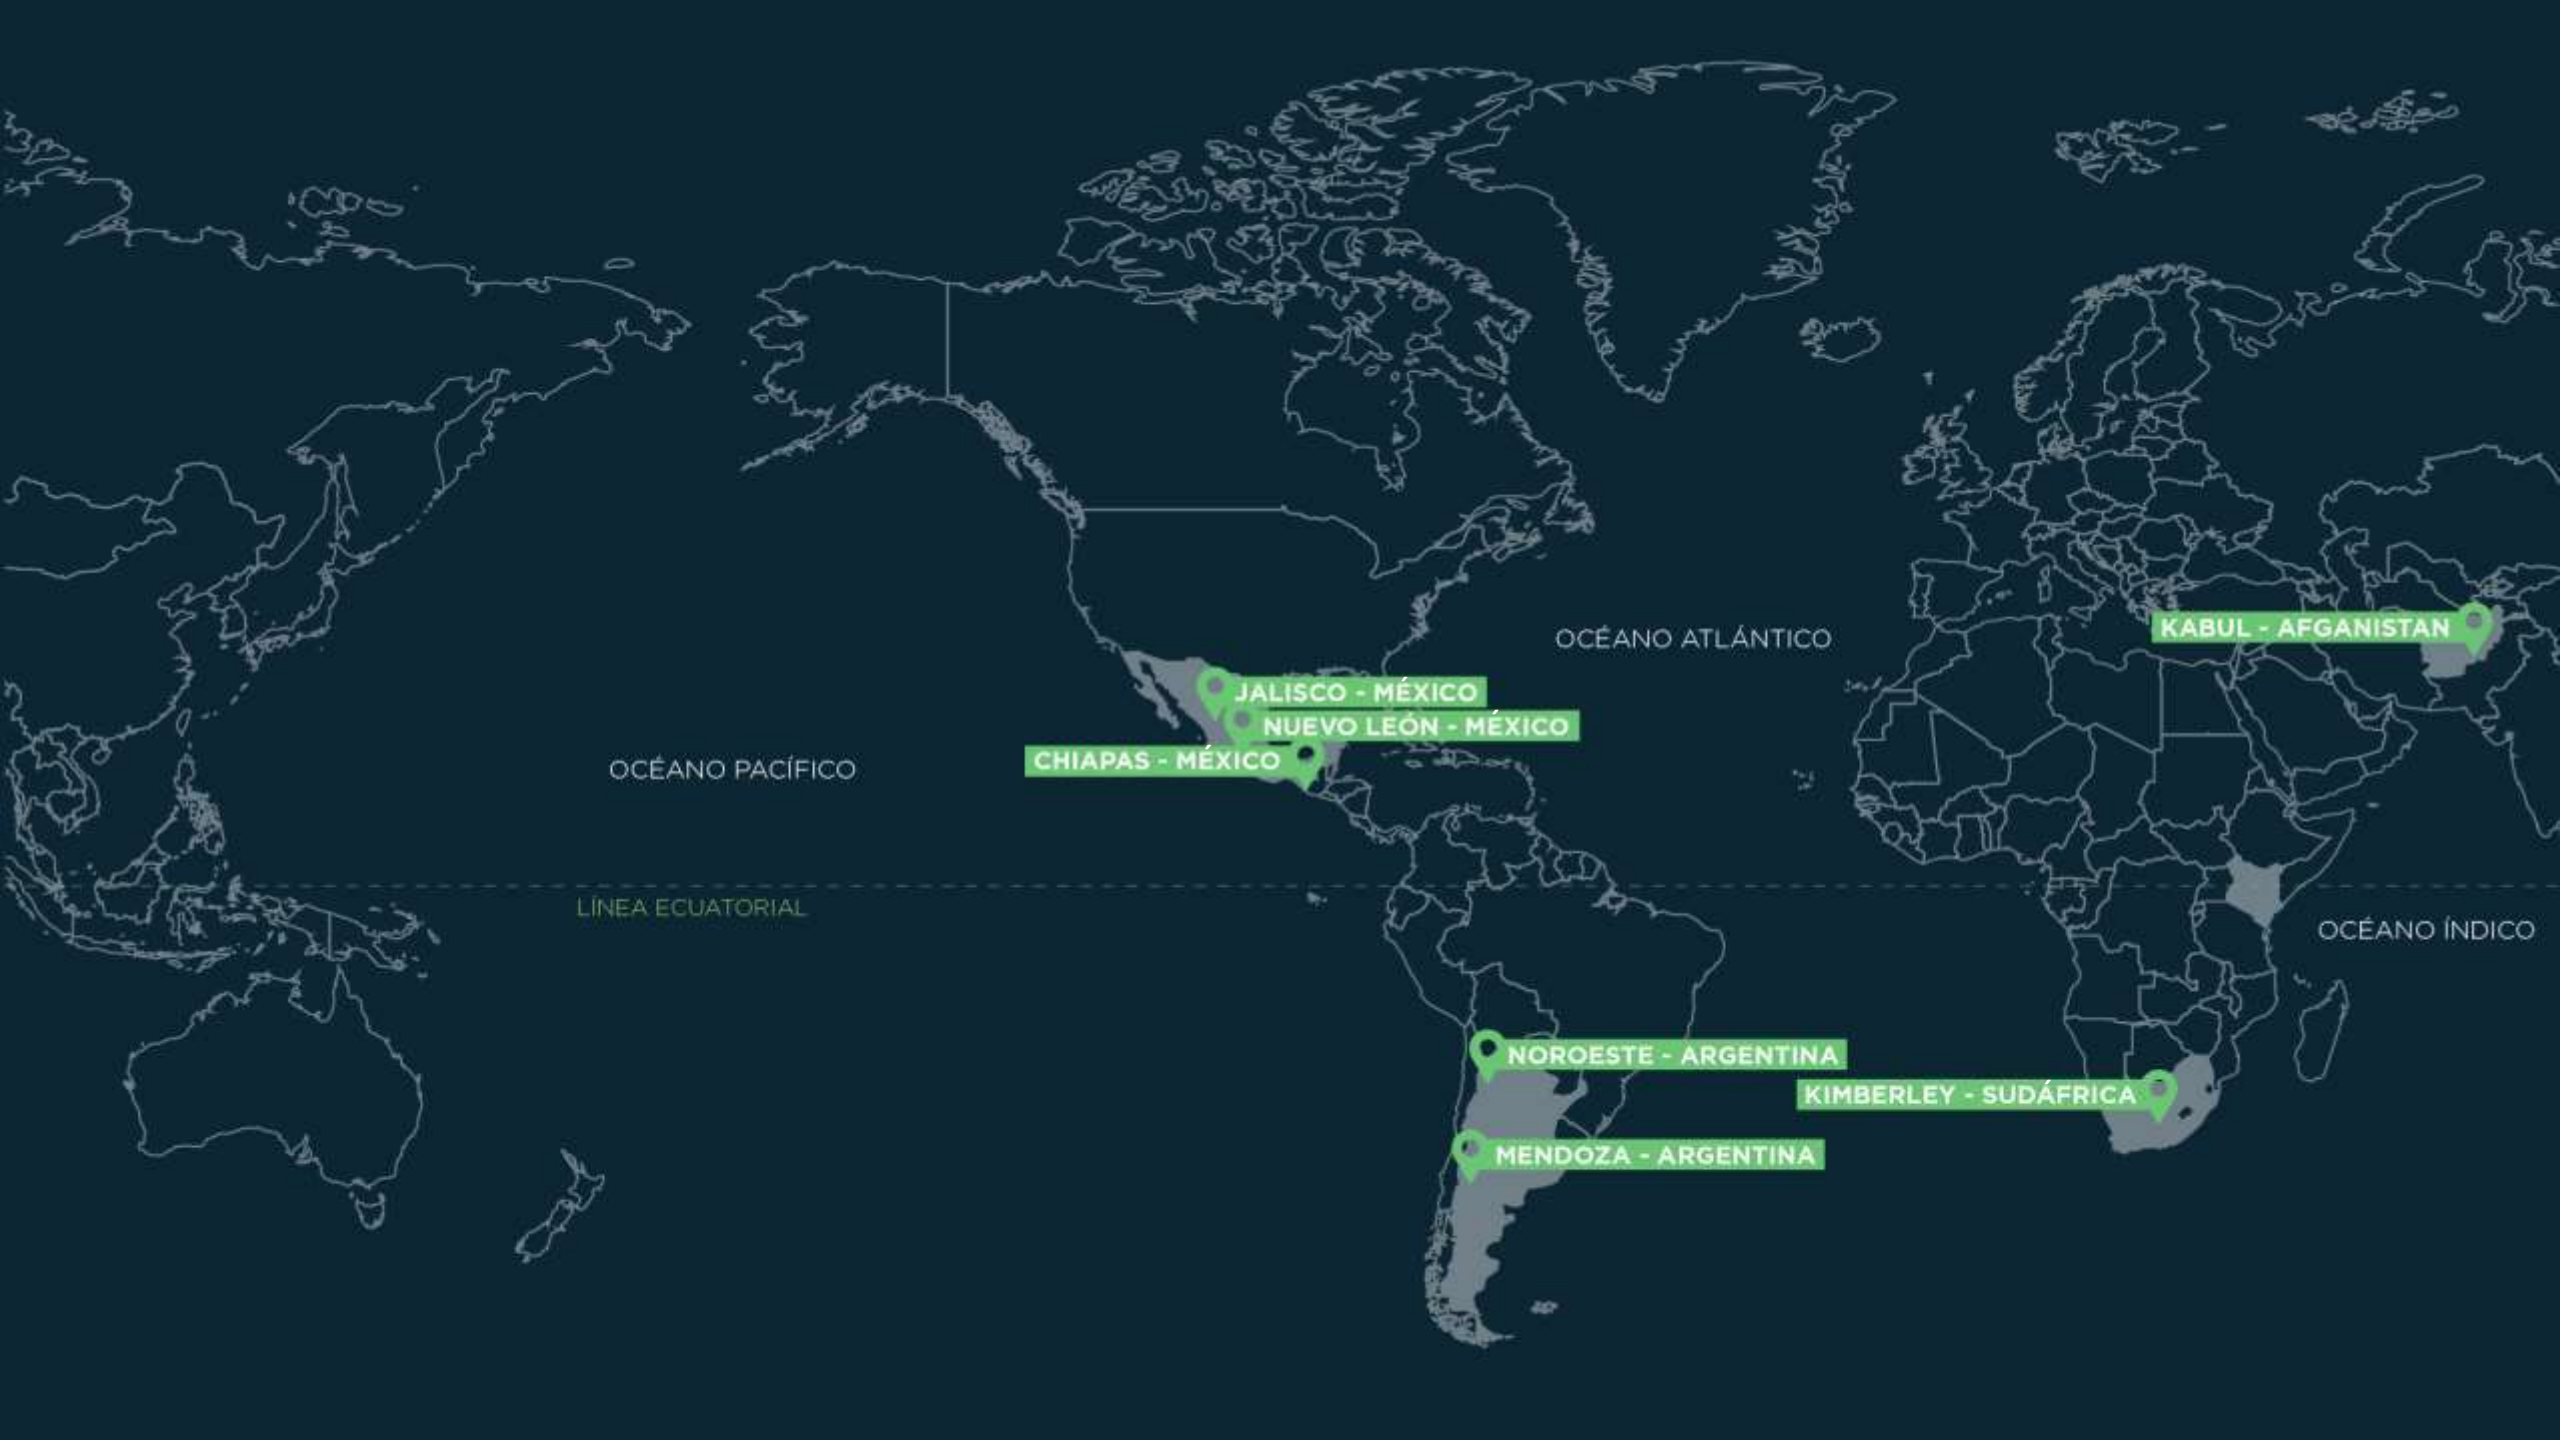 OCÉANO ATLÁNTICO
KABUL - AFGANISTAN
JALISCO - MÉXICO
NUEVO LEÓN - MÉXICO
CHIAPAS - MÉXICO
OCÉANO PACÍFICO
LÍNEA ECUATORIAL
OCÉANO ÍNDICO
NOROESTE - ARGENTINA
KIMBERLEY - SUDÁFRICA
MENDOZA - ARGENTINA